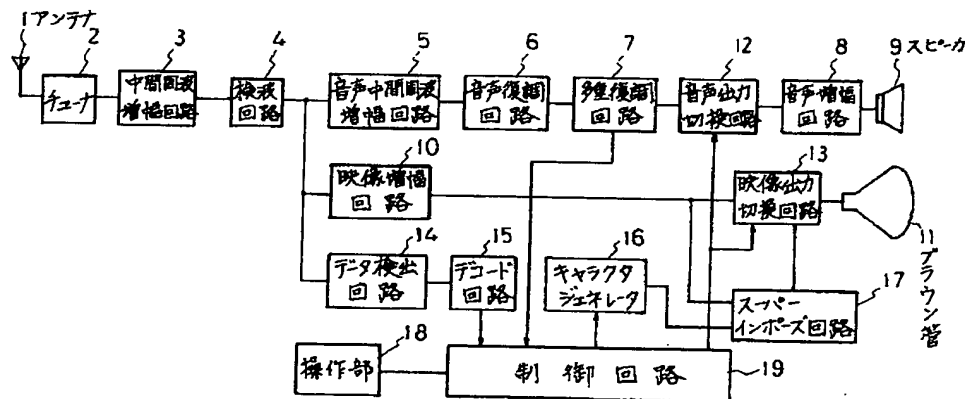 1 アンテナ
2
チューナ
3
中間周波
増幅回路
4
検波
回路
5
音声中間周波
増幅回路
6
音声復調
回路
7
多重復調
回路
12
音声出力
切換回路
8
音声増幅
回路
9 スピーカ
10
映像増幅
回路
13
映像出力
切換回路
11 ブラウン管
14
データ検出
回路
15
デコード
回路
16
キャラクタ
ジェネレータ
17
スーパー
インポーズ回路
18
操作部
制御回路
19